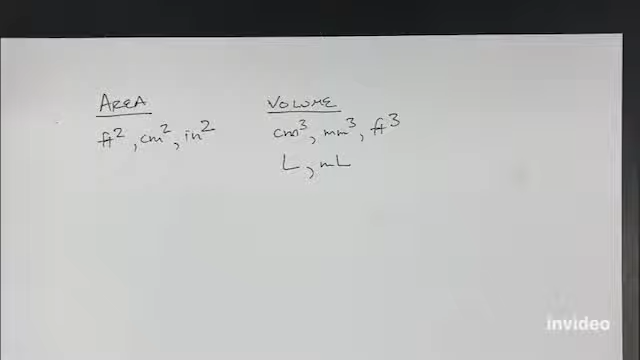 AREA
ft², cm², in²
VOLUME
cm³, mm³, ft³
L, mL
invideo